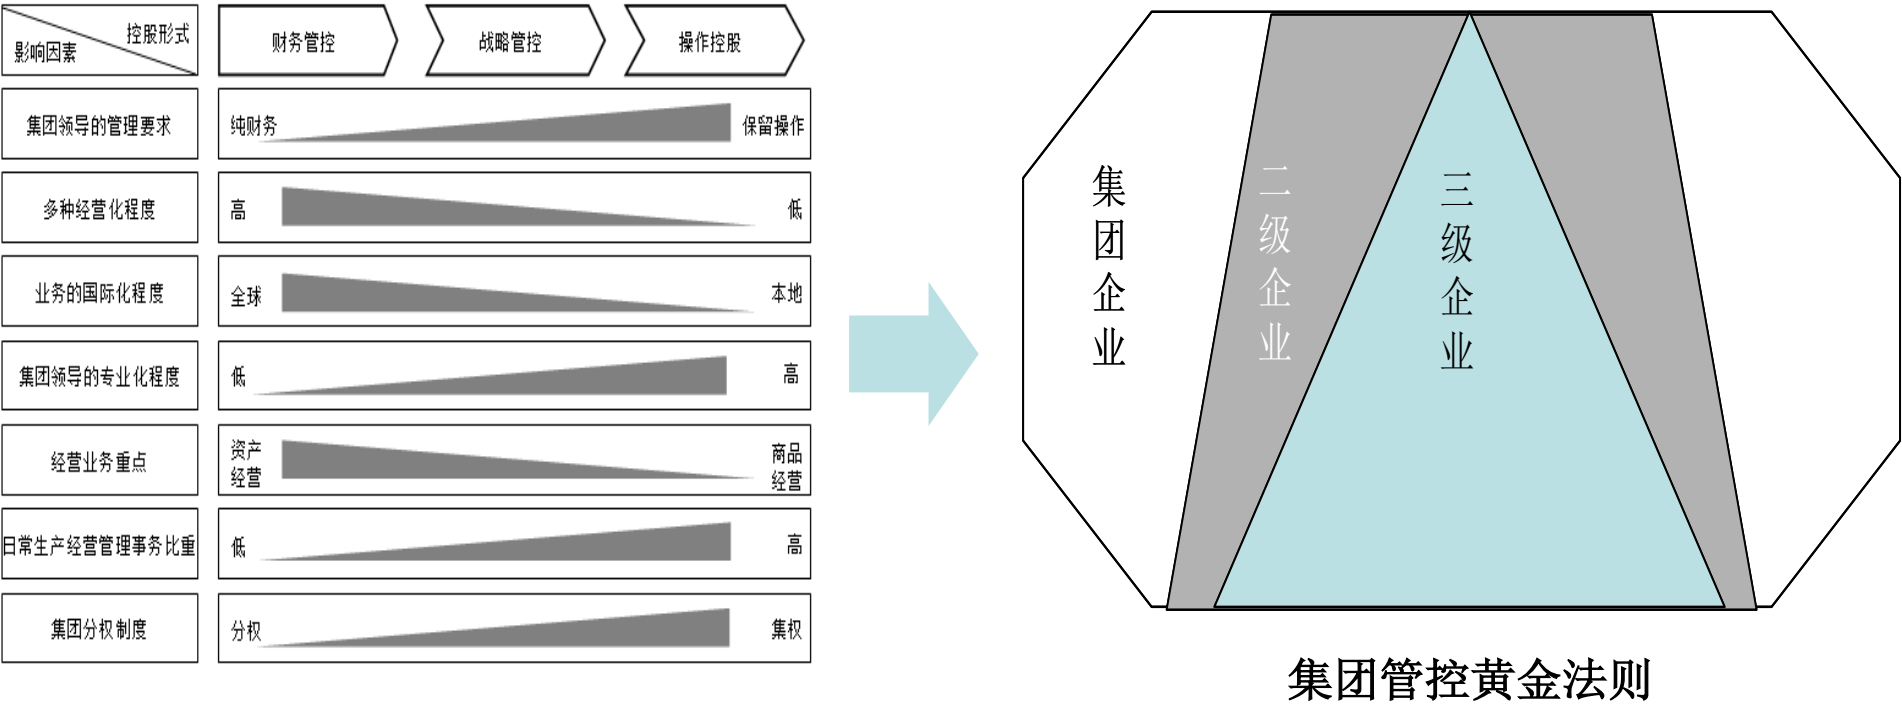 控股形式
影响因素
财务管控
战略管控
操作控股
集团领导的管理要求
纯财务
保留操作
多种经营化程度
高
低
业务的国际化程度
全球
本地
集团领导的专业化程度
低
高
经营业务重点
资产
经营
商品
经营
日常生产经营管理事务比重
低
高
集团分权制度
分权
集权
集团企业
二级企业
三级企业
集团管控黄金法则